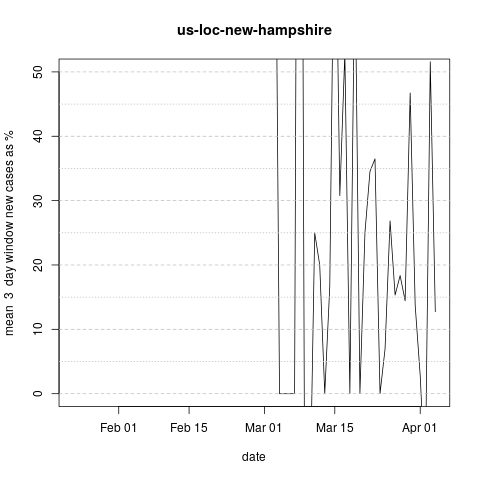 us-loc-new-hampshire
mean 3 day window new cases as %
50
40
30
20
10
0
Feb 01 Feb 15 Mar 01 Mar 15 Apr 01
date